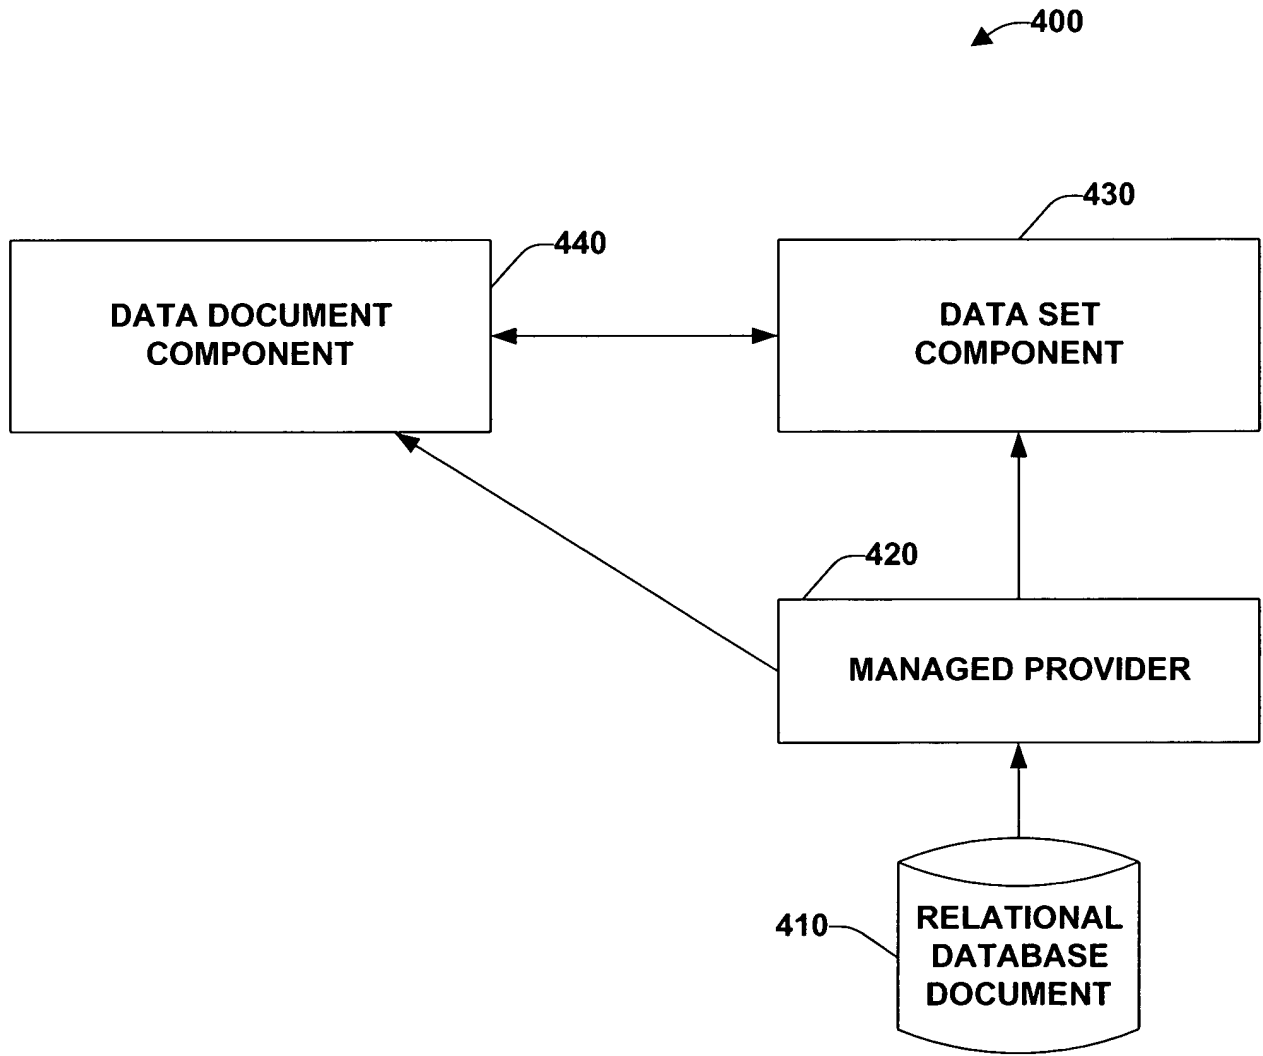 400
430
440
DATA DOCUMENT
COMPONENT
DATA SET
COMPONENT
420
MANAGED PROVIDER
410
RELATIONAL
DATABASE
DOCUMENT